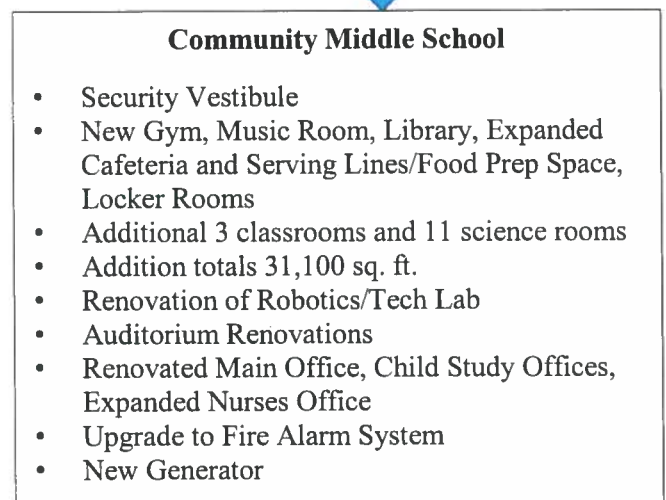 Community Middle School
• Security Vestibule
• New Gym, Music Room, Library, Expanded
Cafeteria and Serving Lines/Food Prep Space,
Locker Rooms
• Additional 3 classrooms and 11 science rooms
• Addition totals 31,100 sq. ft.
• Renovation of Robotics/Tech Lab
• Auditorium Renovations
• Renovated Main Office, Child Study Offices,
Expanded Nurses Office
• Upgrade to Fire Alarm System
• New Generator